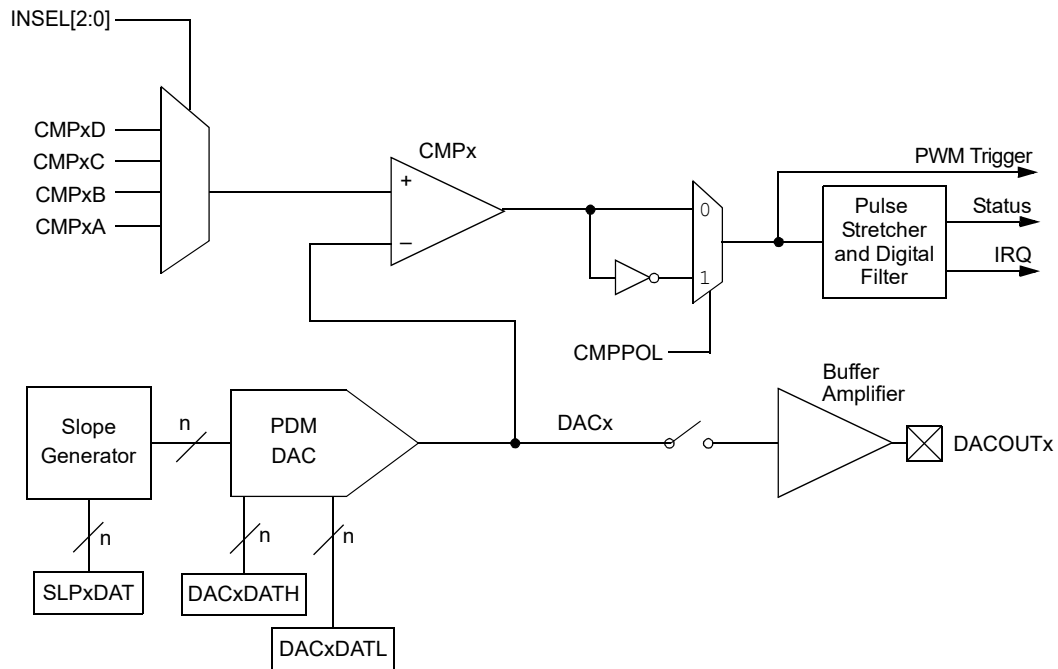 INSEL[2:0]
CMPxD
CMPxC
CMPxB
CMPxA
CMPx
+
–
0
1
CMPPOL
PWM Trigger
Pulse
Stretcher
and Digital
Filter
Status
IRQ
Slope
Generator
n
PDM
DAC
DACx
Buffer
Amplifier
DACOUTx
n
n
n
SLPxDAT
DACxDATH
DACxDATL